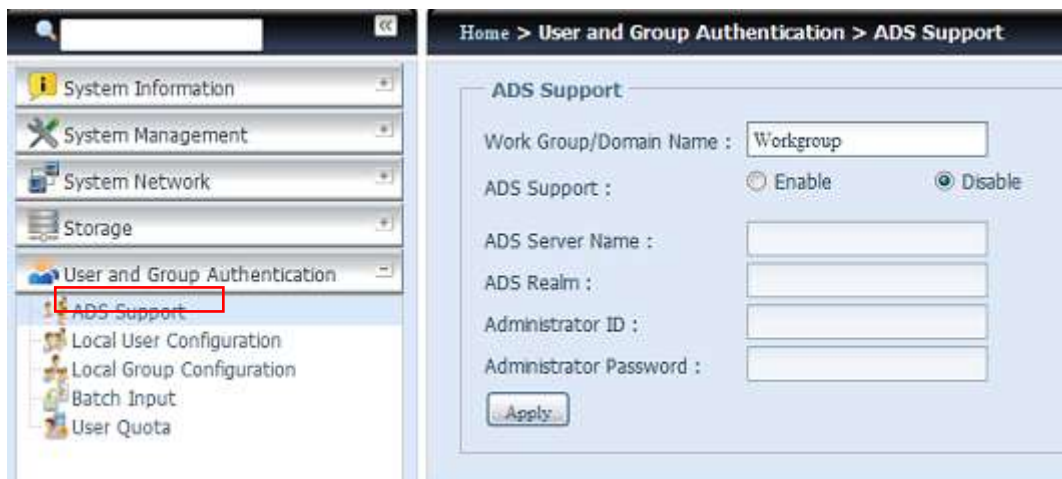 Home > User and Group Authentication > ADS Support
System Information
System Management
System Network
Storage
User and Group Authentication
ADS Support
Local User Configuration
Local Group Configuration
Batch Input
User Quota
ADS Support
Work Group/Domain Name : Workgroup
ADS Support : Enable Disable
ADS Server Name :
ADS Realm :
Administrator ID :
Administrator Password :
Apply